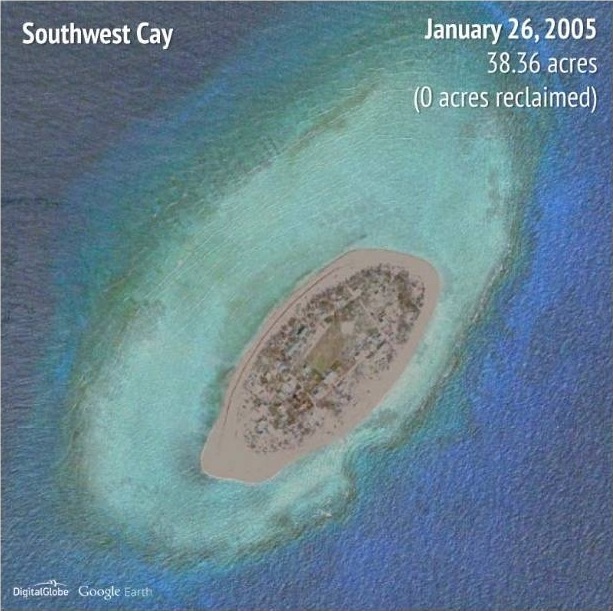 Southwest Cay
January 26, 2005
38.36 acres
(0 acres reclaimed)
DigitalGlobe Google Earth